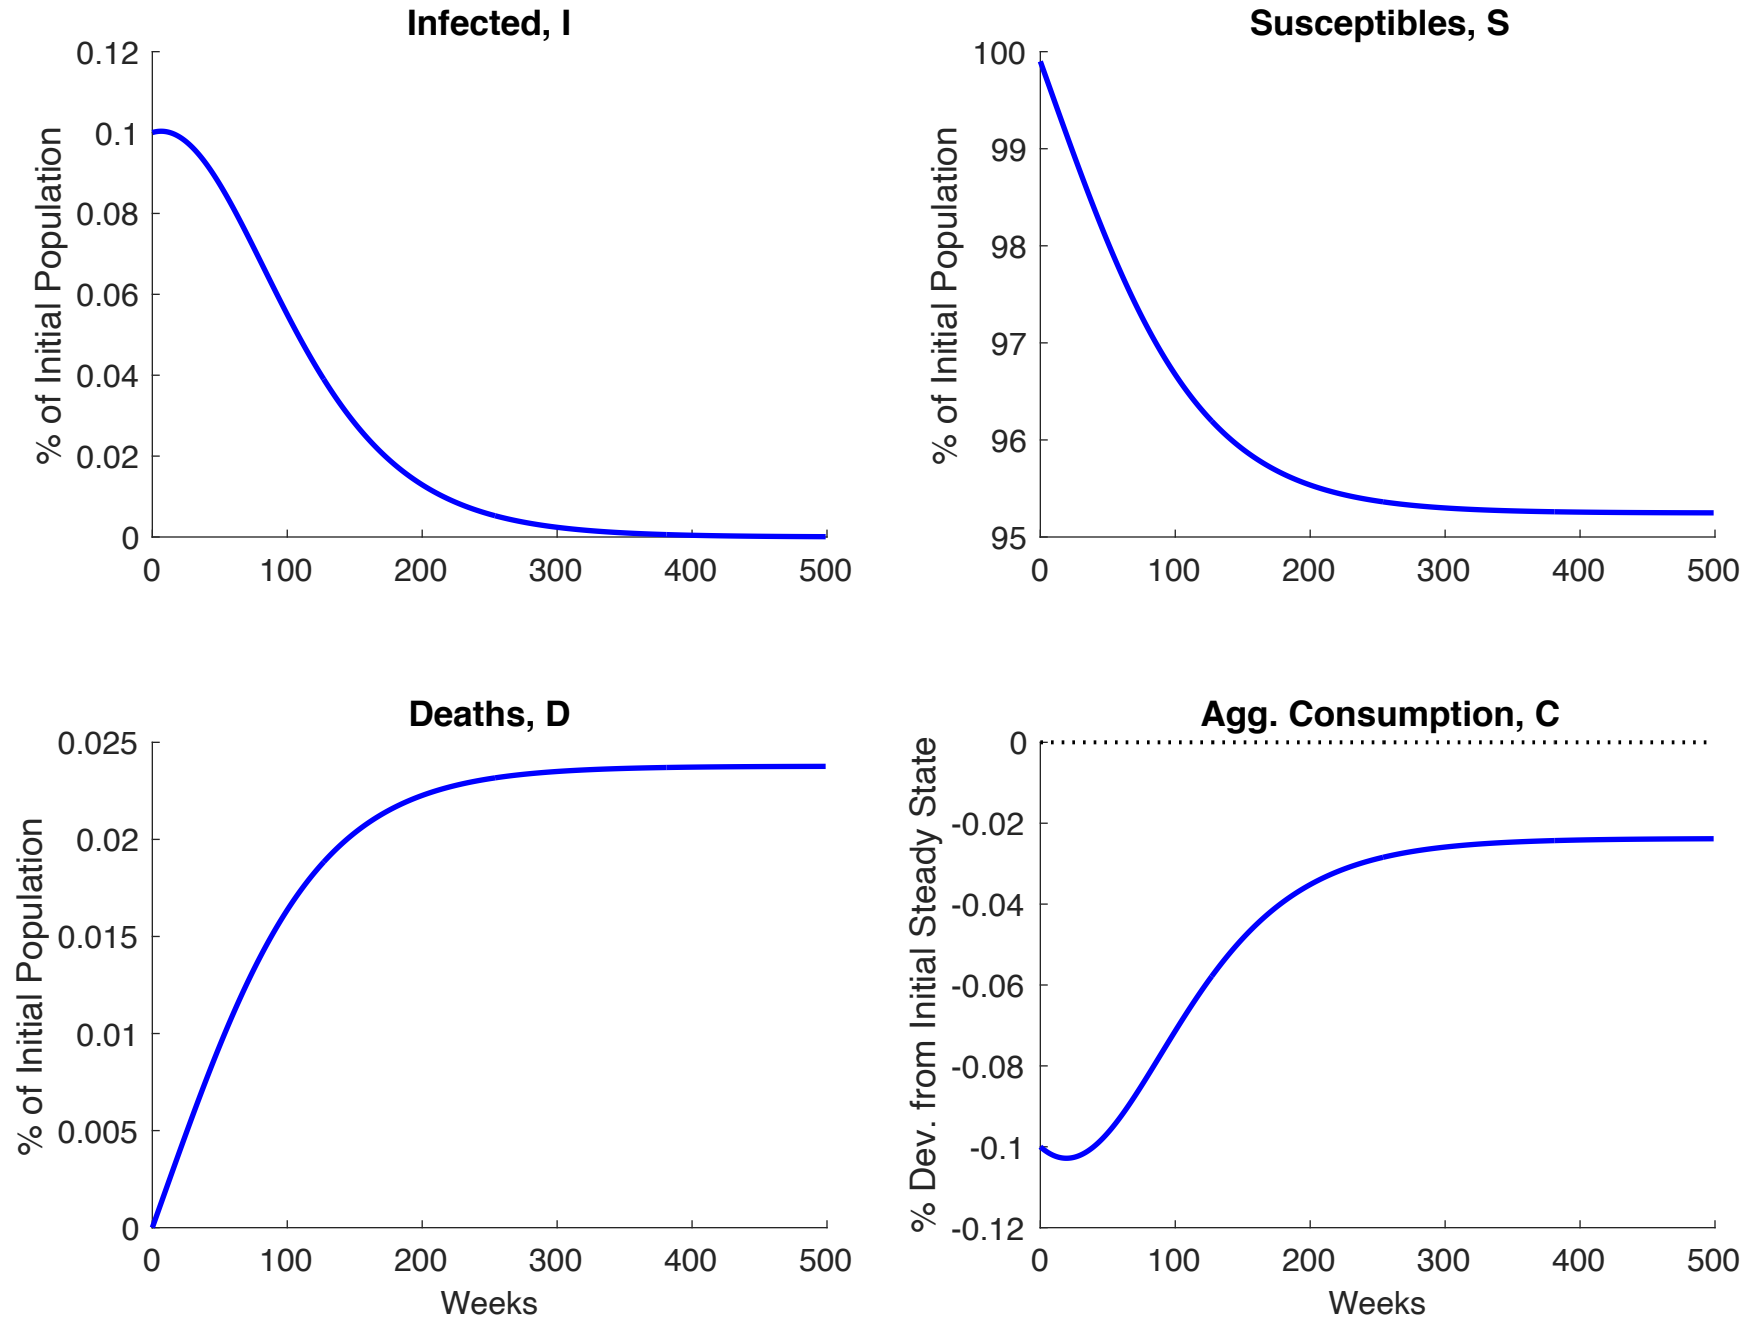 Infected, I
% of Initial Population
0.12
0.1
0.08
0.06
0.04
0.02
0
0 100 200 300 400 500
Susceptibles, S
% of Initial Population
100
99
98
97
96
95
0 100 200 300 400 500
Deaths, D
% of Initial Population
0.025
0.02
0.015
0.01
0.005
0
0 100 200 300 400 500
Weeks
Agg. Consumption, C
% Dev. from Initial Steady State
0
-0.02
-0.04
-0.06
-0.08
-0.1
-0.12
0 100 200 300 400 500
Weeks